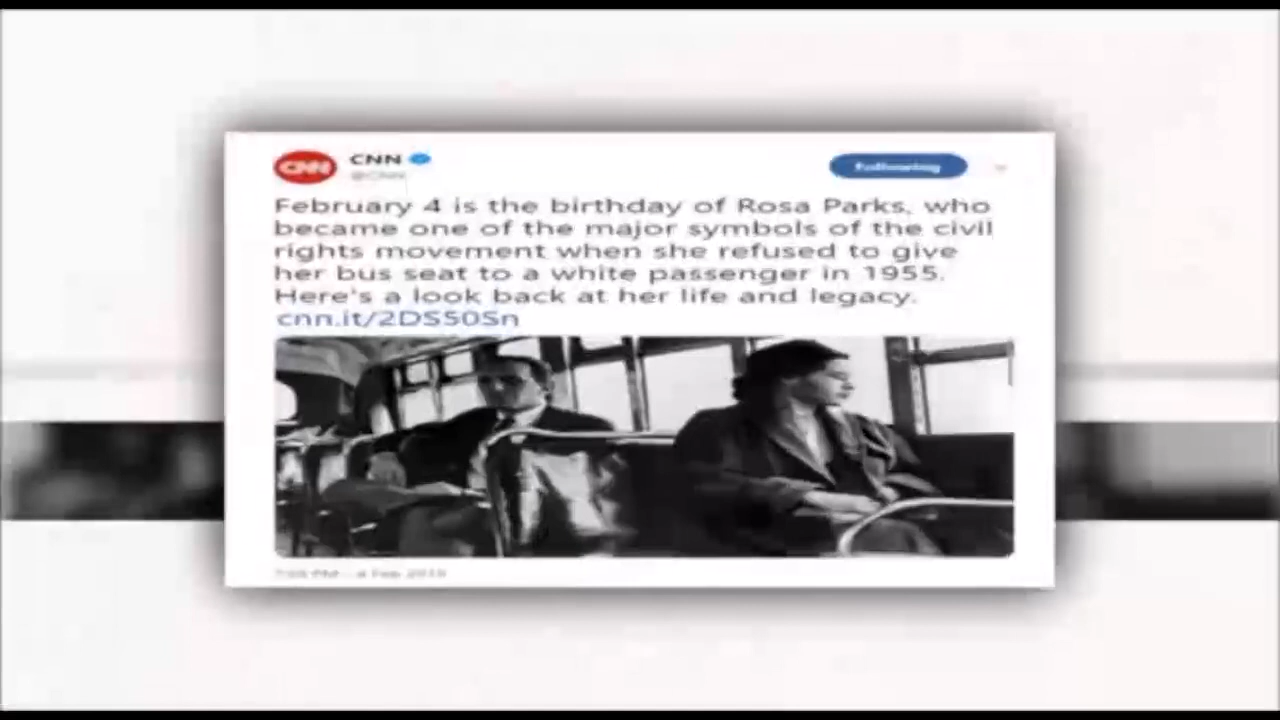 CNN
CNN
@CNN
Following
February 4 is the birthday of Rosa Parks, who
became one of the major symbols of the civil
rights movement when she refused to give
her bus seat to a white passenger in 1955.
Here's a look back at her life and legacy.
cnn.it/2DS50Sn